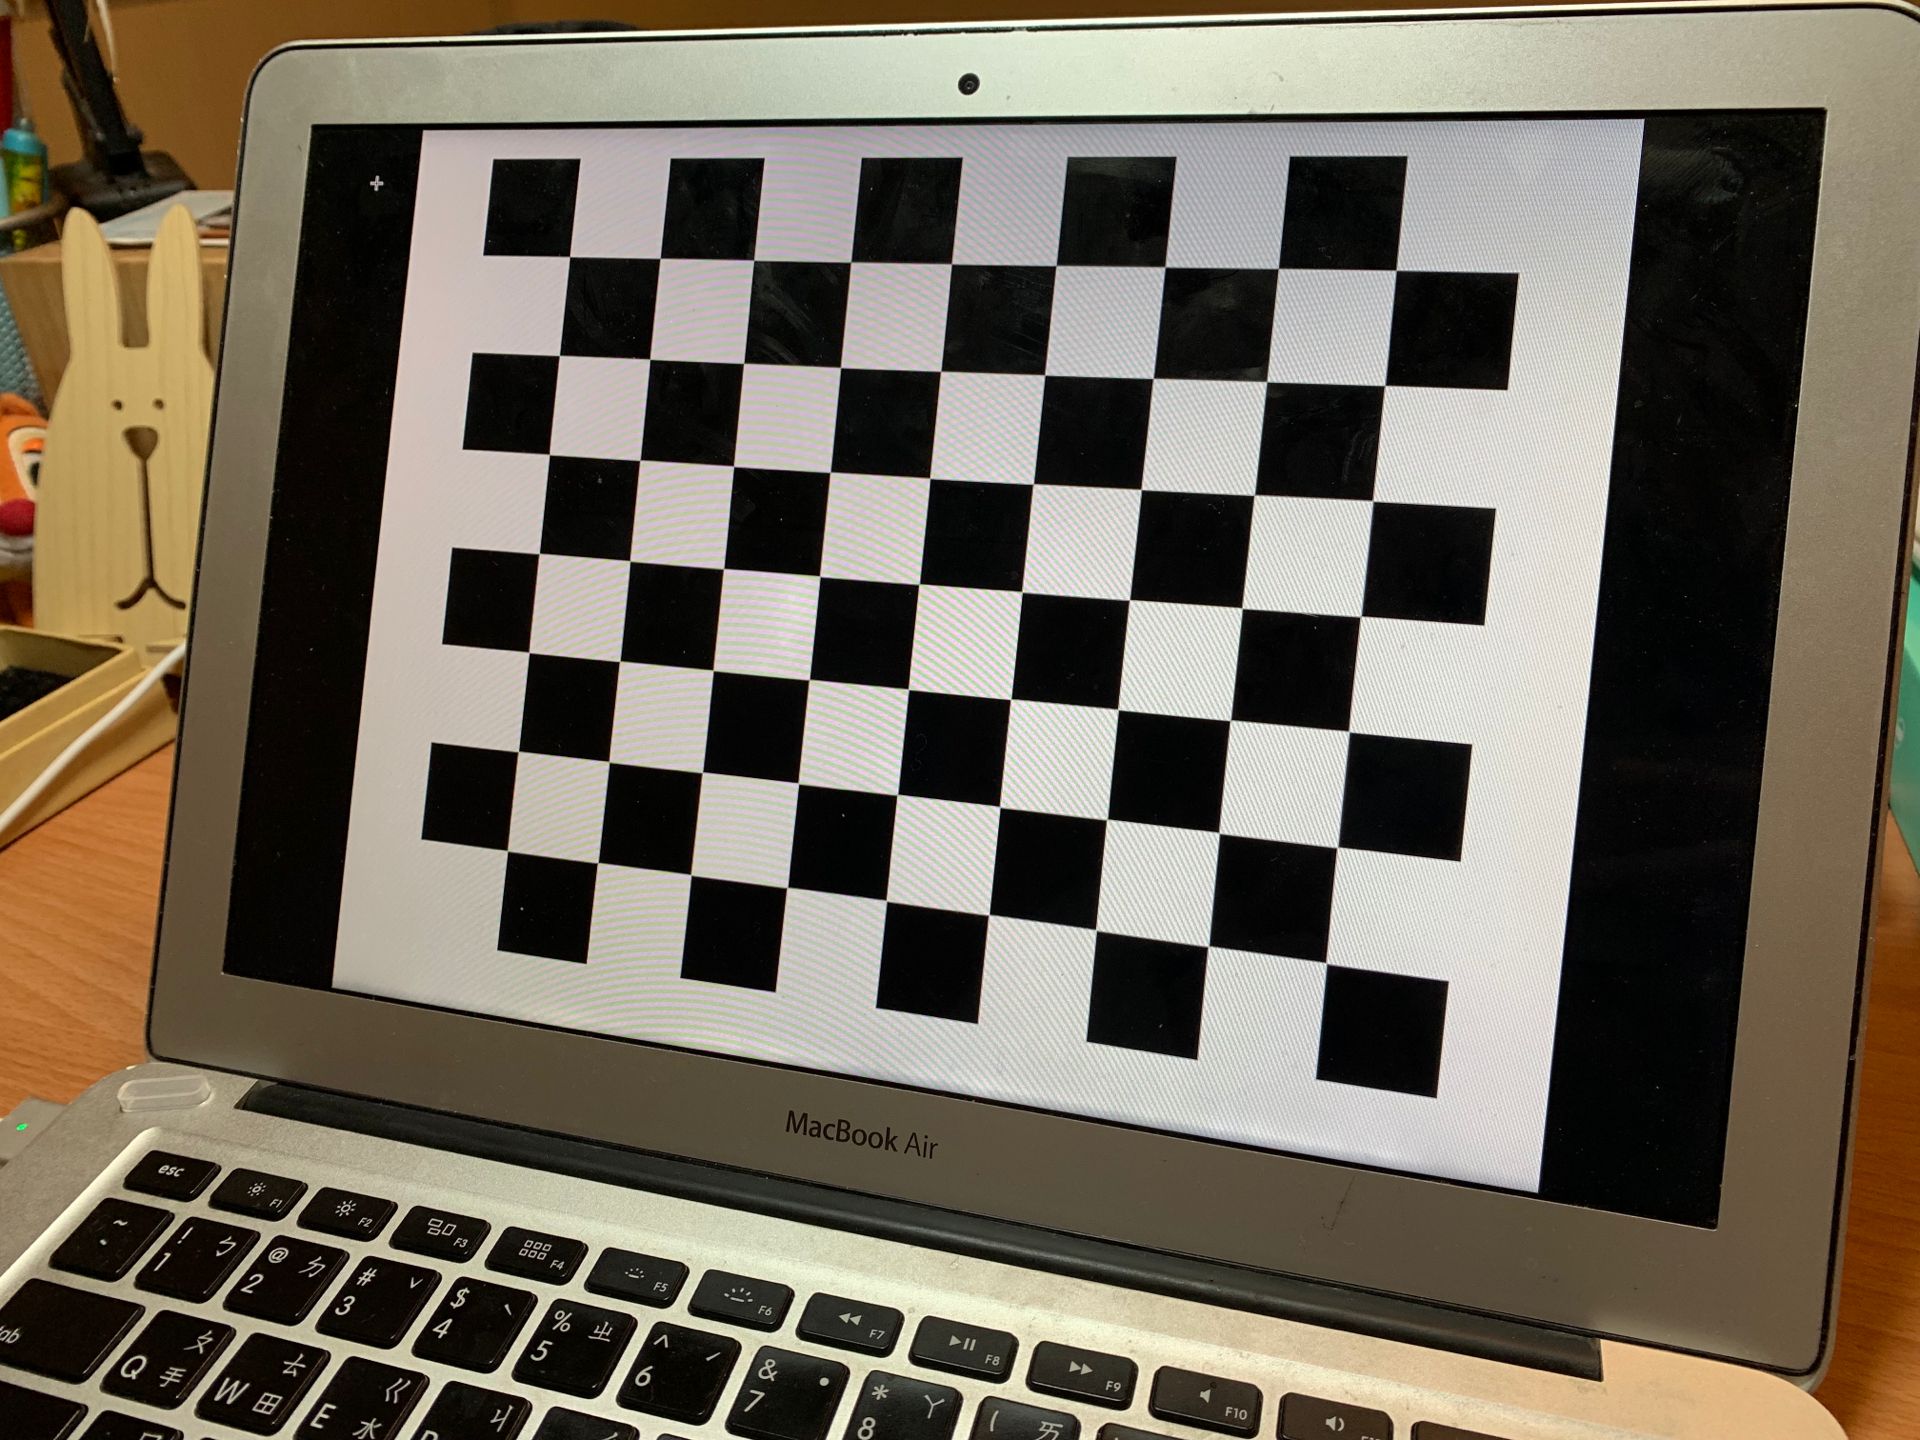 MacBook Air
esc F1 F2 F3 F4 F5 F6 F7 F8 F9 F10
~
! ㄅ 1
@ ㄉ 2
# ˇ 3
$ ˋ 4
% ㄓ 5
^ ˊ 6
& ˙ 7
* ㄚ 8
( ㄞ
tab
Q ㄆ 手
W ㄊ 田
E ㄍ 水
ㄐ